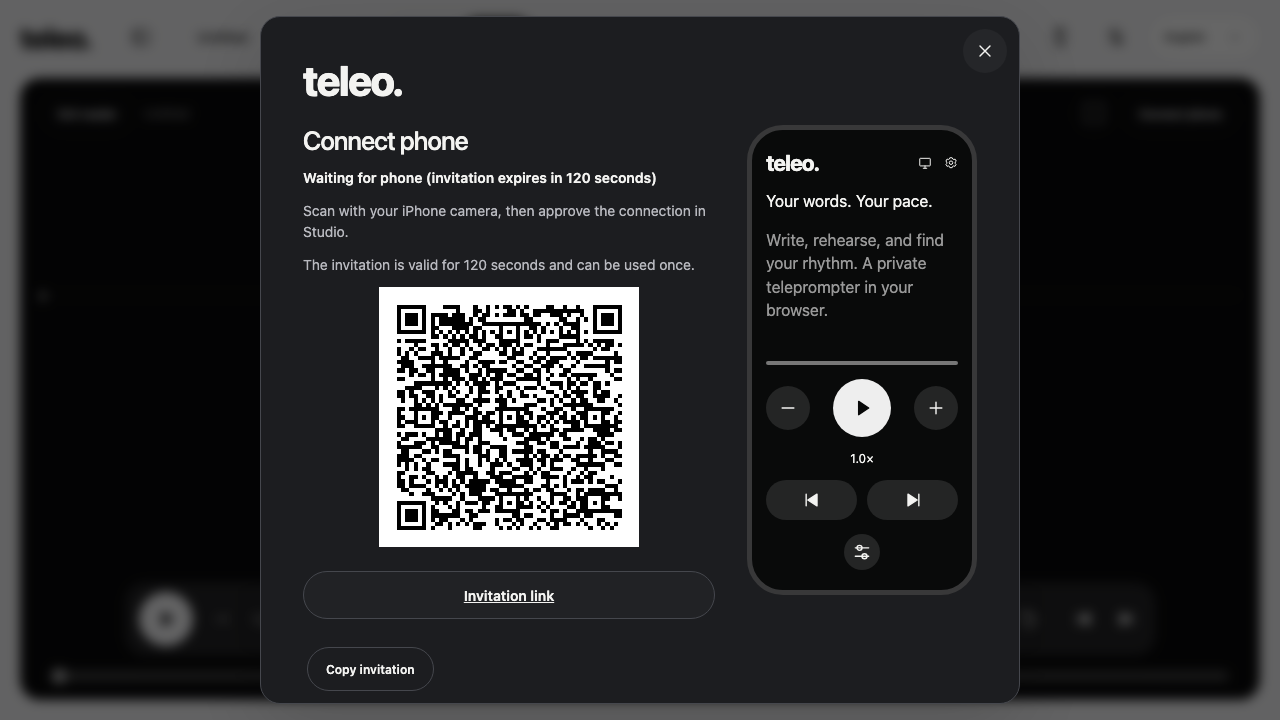 teleo.
Connect phone
Waiting for phone (invitation expires in 120 seconds)
Scan with your iPhone camera, then approve the connection in
Studio.
The invitation is valid for 120 seconds and can be used once.
Invitation link
Copy invitation
teleo.
Your words. Your pace.
Write, rehearse, and find
your rhythm. A private
teleprompter in your
browser.
1.0×